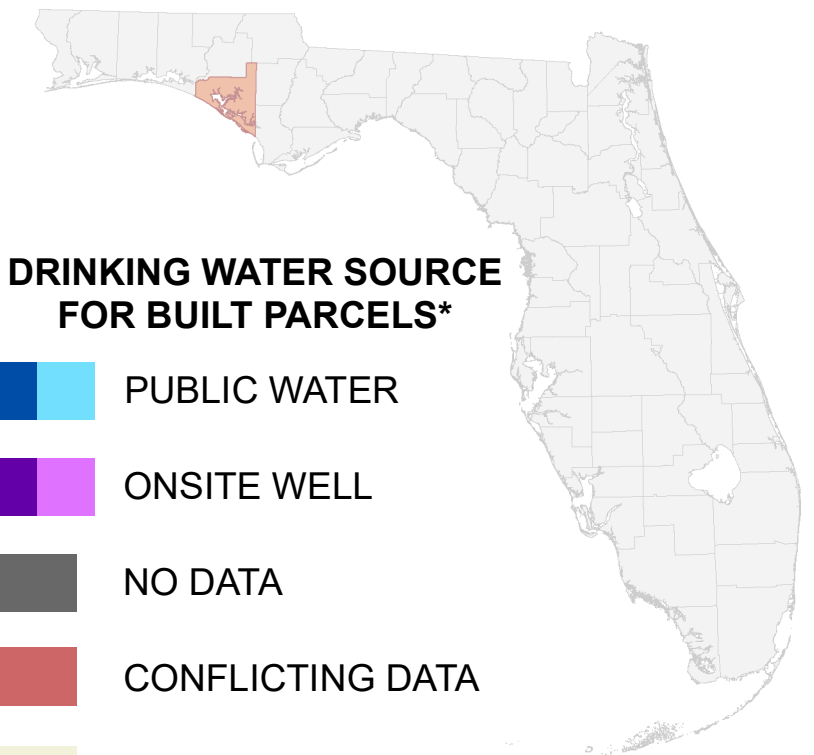 DRINKING WATER SOURCE
FOR BUILT PARCELS*
PUBLIC WATER
ONSITE WELL
NO DATA
CONFLICTING DATA